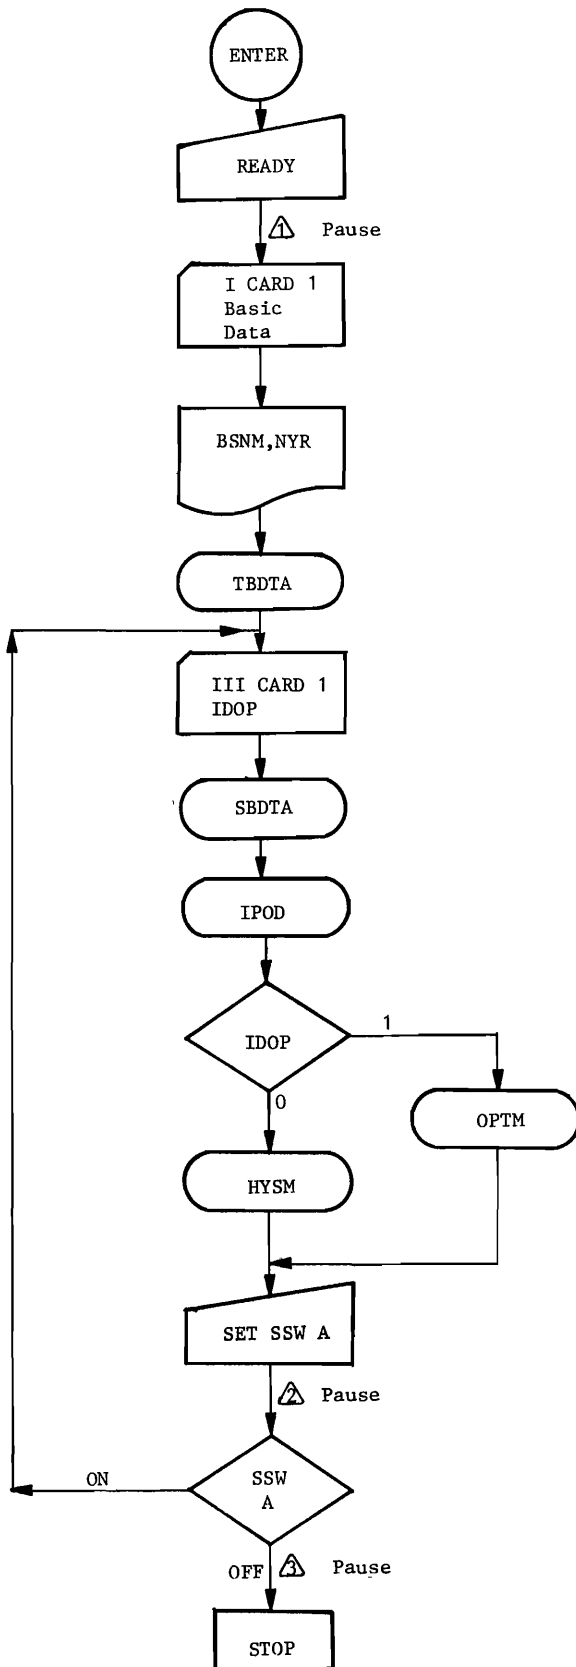 ENTER
READY
1 Pause
I CARD 1
Basic
Data
BSNM,NYR
TBDTA
III CARD 1
IDOP
SBDTA
IPOD
IDOP
1
0
OPTM
HYSM
SET SSW A
2 Pause
SSW
A
ON
OFF 3 Pause
STOP